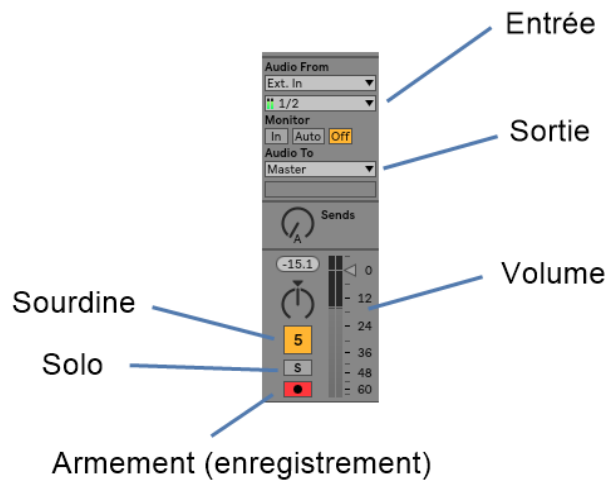 Entrée
Audio From
Ext. In
1/2
Monitor
In Auto Off
Sortie
Audio To
Master
Sends
A
-15.1
0
Volume
12
Sourdine
24
5
36
Solo
S
48
60
Armement (enregistrement)